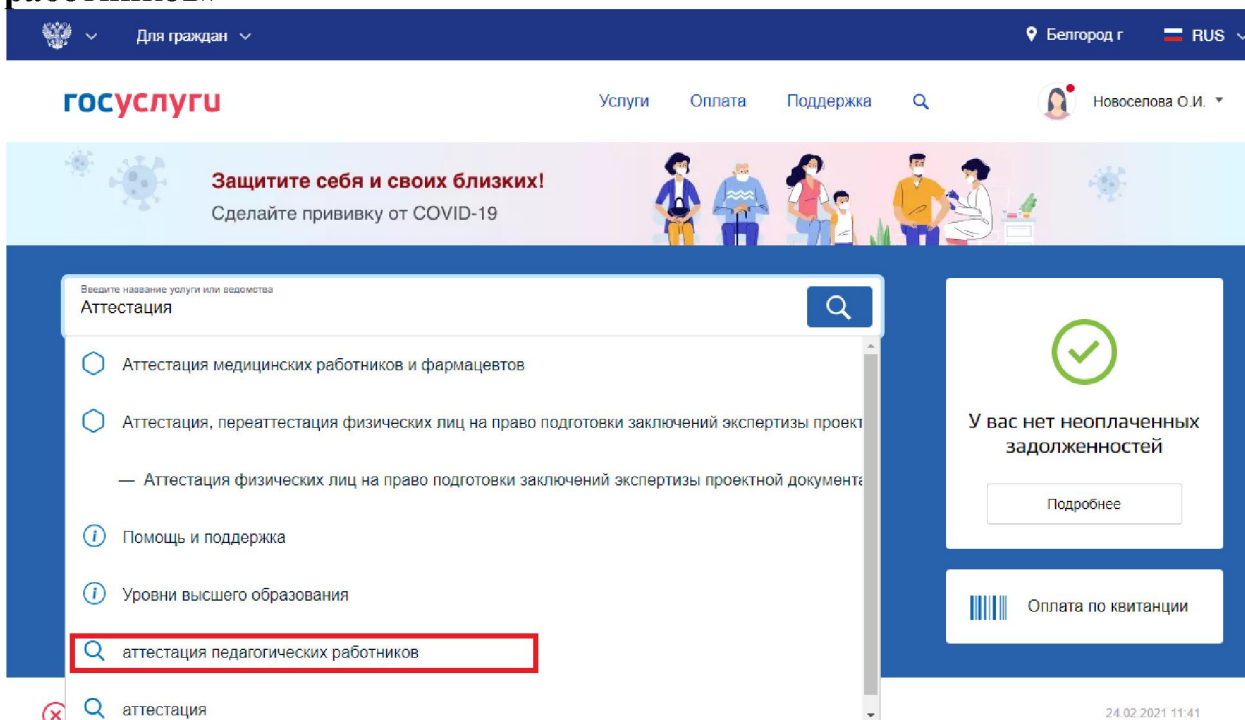 работников»
Для граждан
Белгород г
RUS
госуслуги
Услуги
Оплата
Поддержка
Новоселова О.И.
Защитите себя и своих близких!
Сделайте прививку от COVID-19
Введите название услуги или ведомства
Аттестация
Аттестация медицинских работников и фармацевтов
Аттестация, переаттестация физических лиц на право подготовки заключений экспертизы проект
— Аттестация физических лиц на право подготовки заключений экспертизы проектной документа
Помощь и поддержка
Уровни высшего образования
аттестация педагогических работников
аттестация
У вас нет неоплаченных
задолженностей
Подробнее
Оплата по квитанции
24.02.2021 11:41